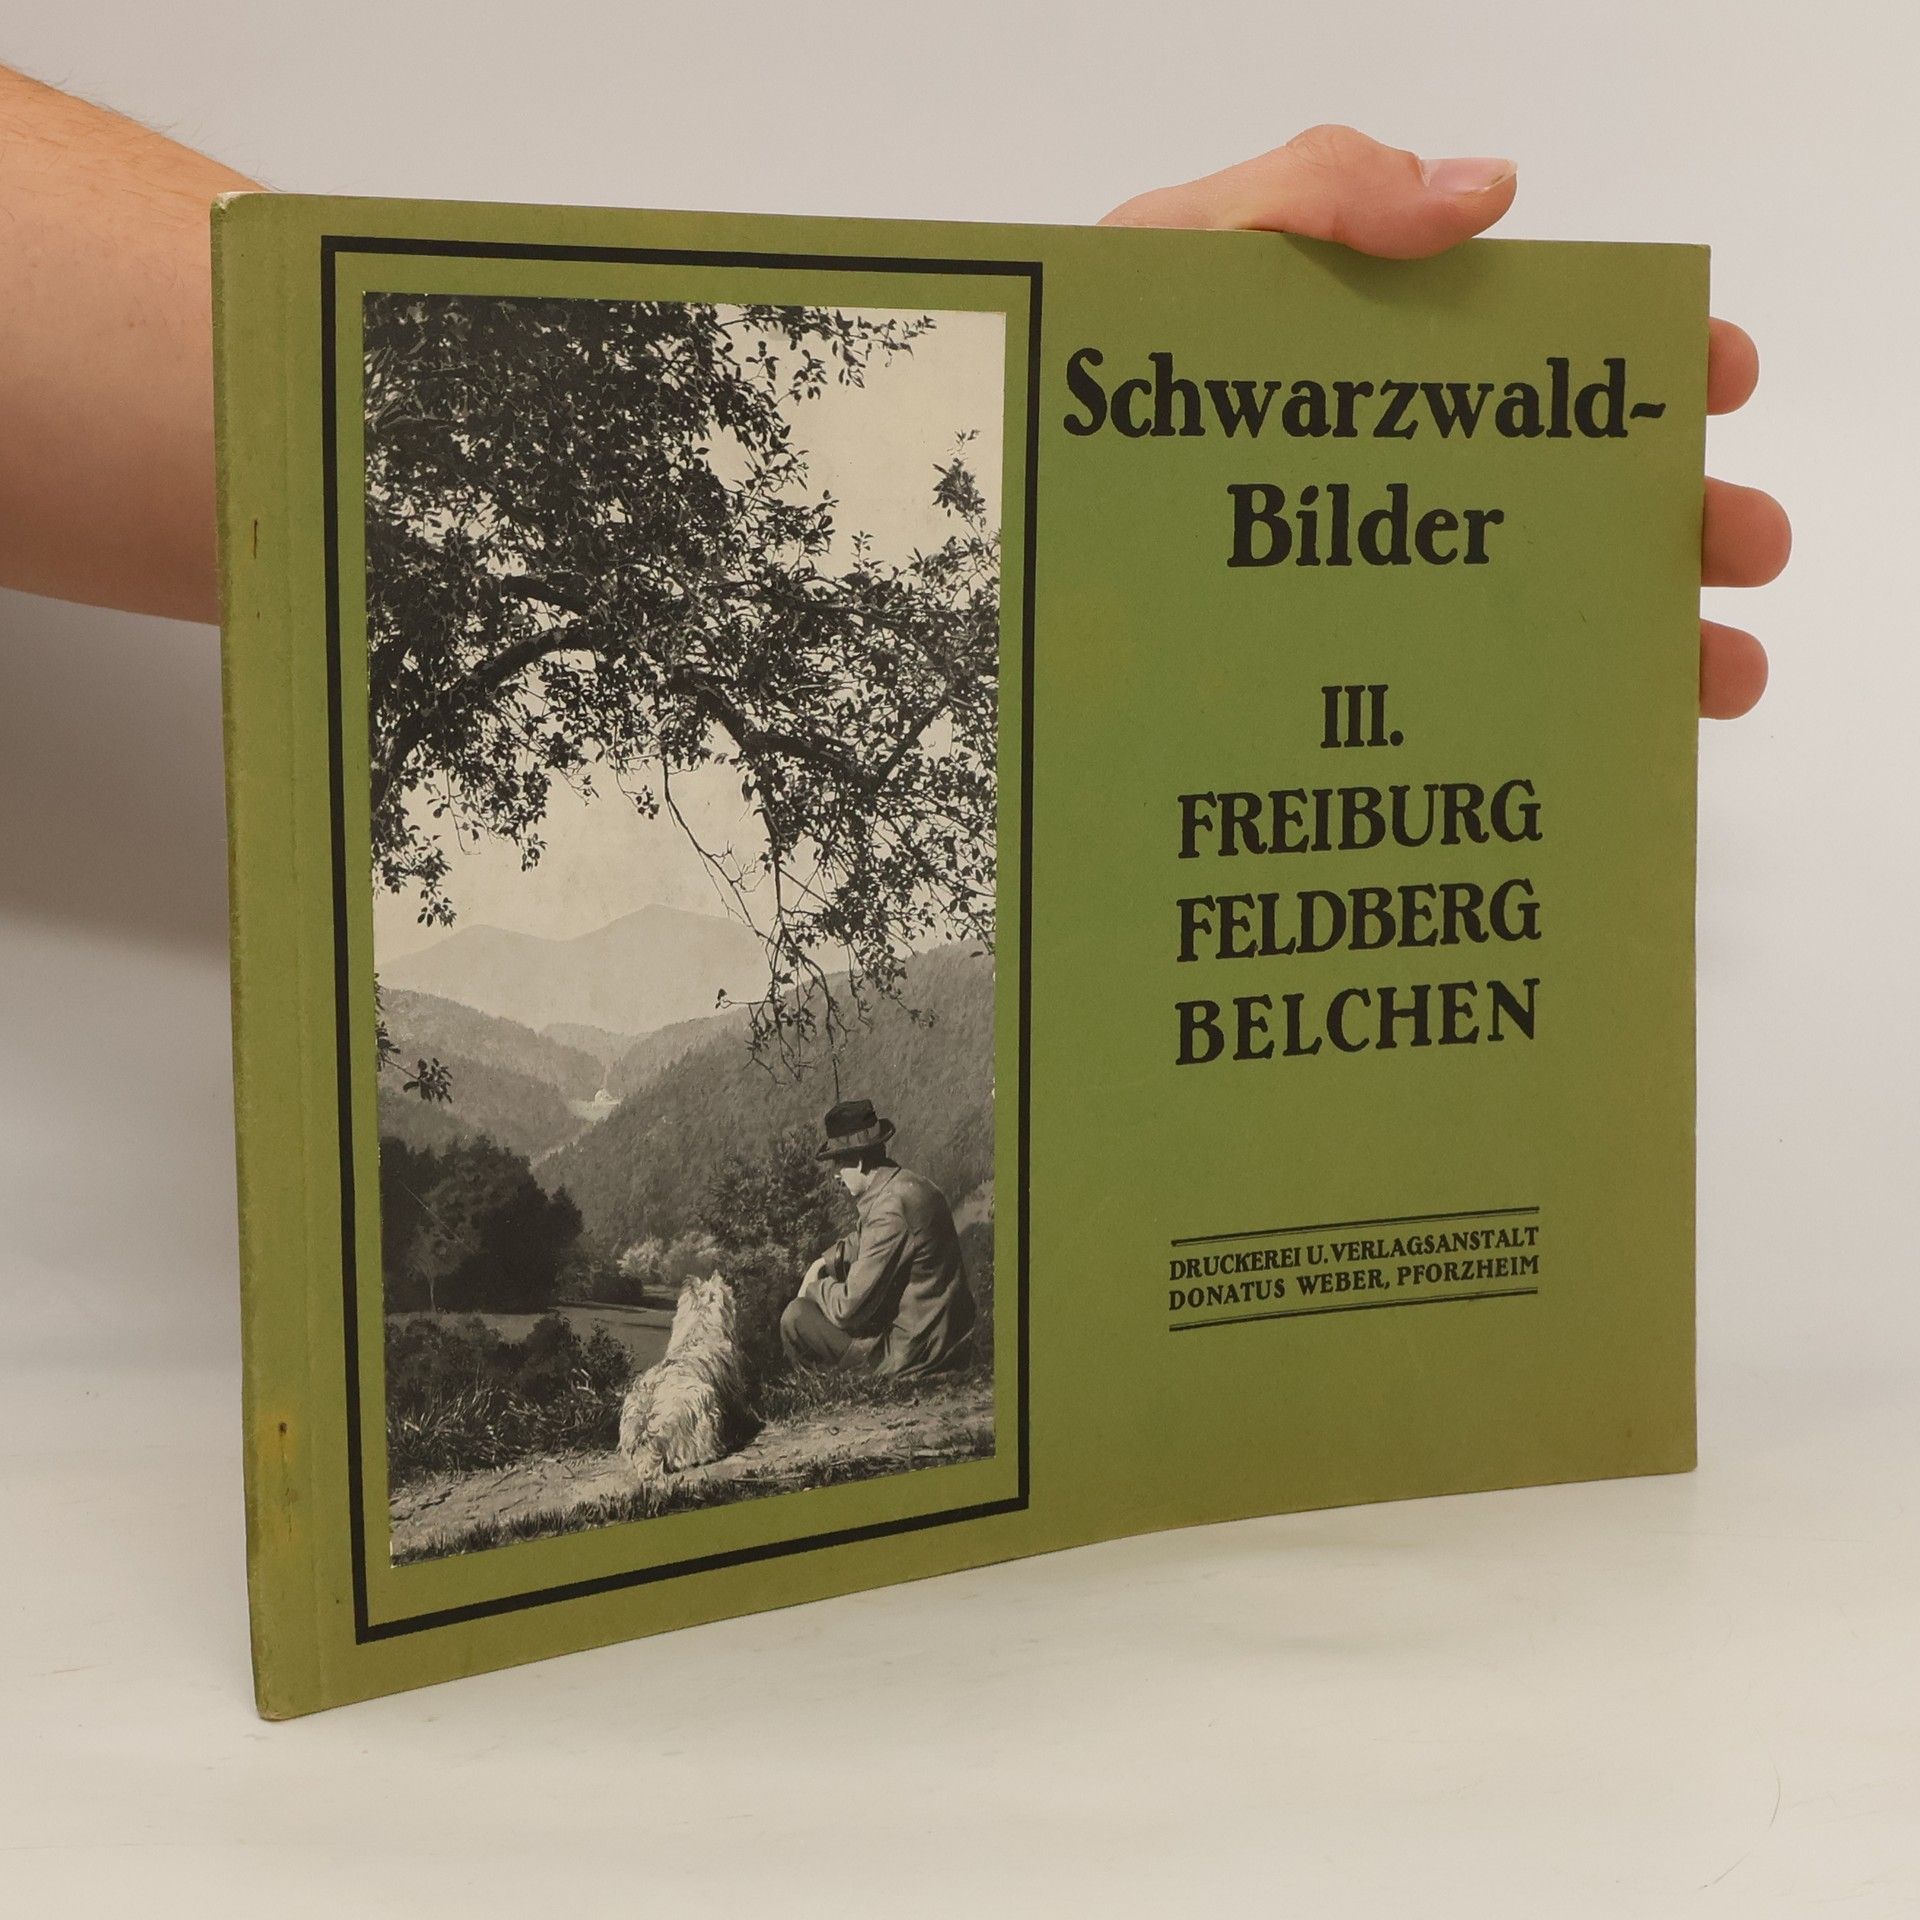 Schwarzwald-
Bilder
III.
FREIBURG
FELDBERG
BELCHEN
DRUCKEREI U. VERLAGSANSTALT
DONATUS WEBER, PFORZHEIM